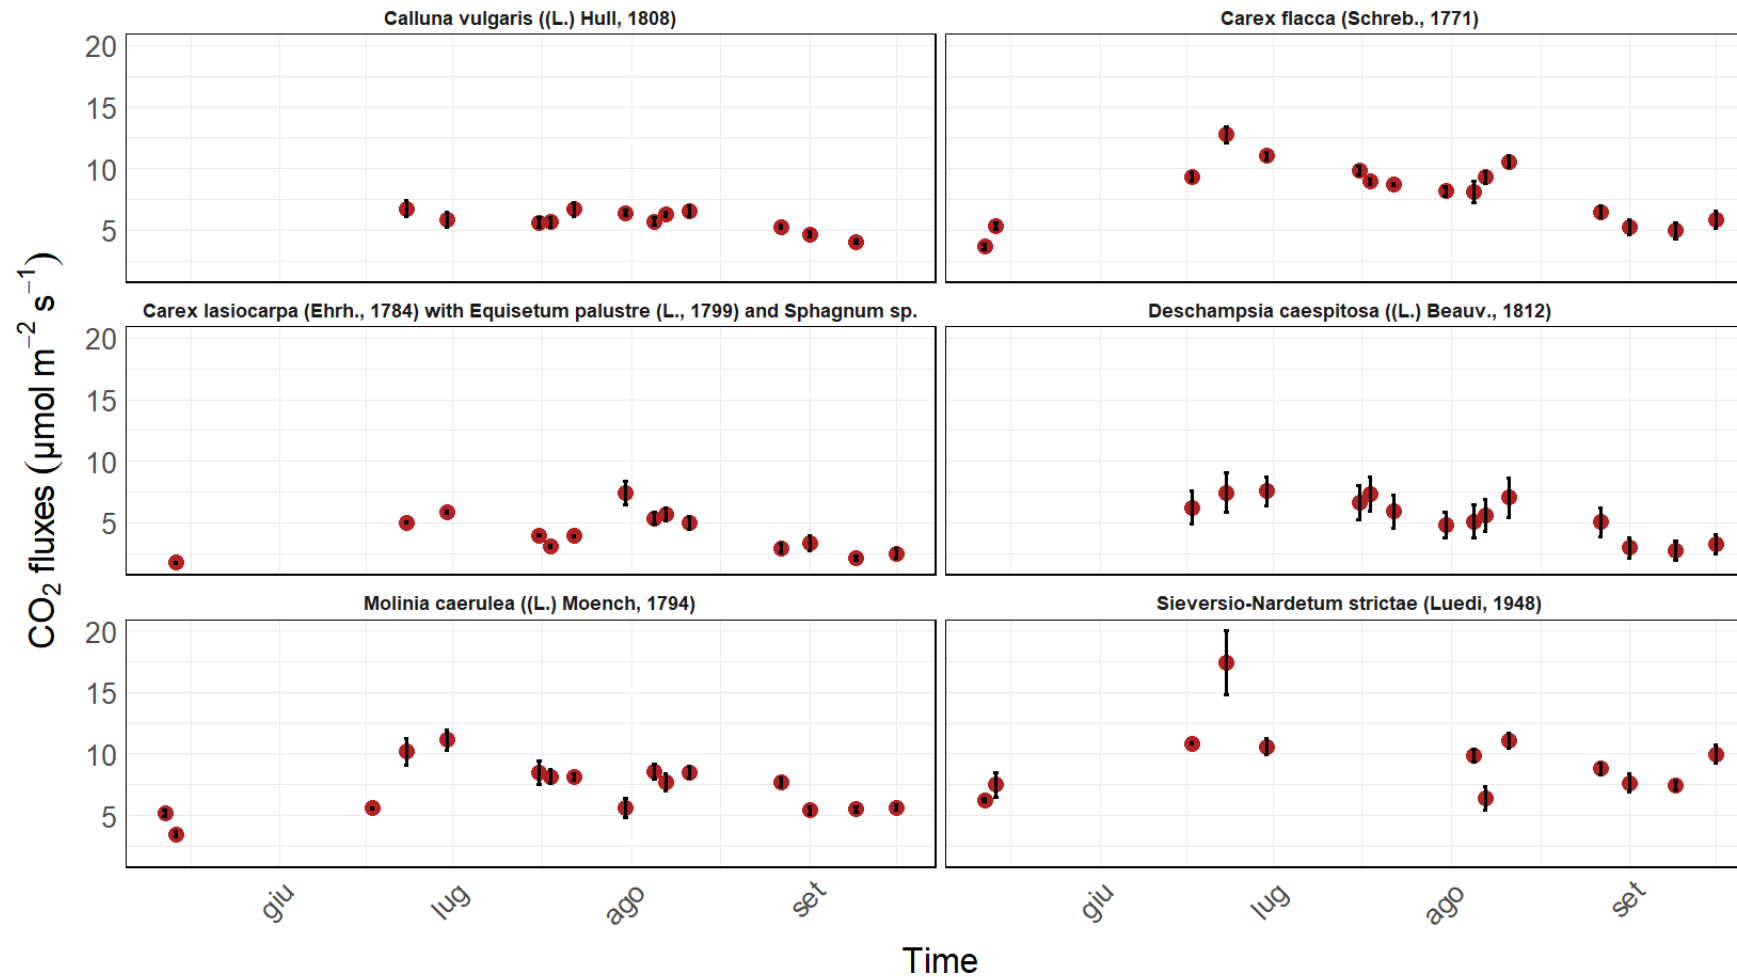 Calluna vulgaris ((L.) Hull, 1808)
Carex flacca (Schreb., 1771)
20
15
10
5
Carex lasiocarpa (Ehrh., 1784) with Equisetum palustre (L., 1799) and Sphagnum sp.
Deschampsia caespitosa ((L.) Beauv., 1812)
20
15
10
5
CO₂ fluxes (μmol m⁻² s⁻¹)
Molinia caerulea ((L.) Moench, 1794)
Sieversio-Nardetum strictae (Luedi, 1948)
20
15
10
5
giu lug ago set
giu lug ago set
Time